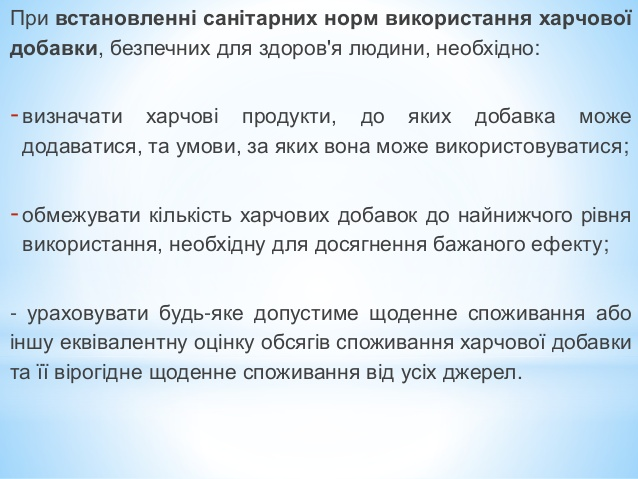 При встановленні санітарних норм використання харчової
добавки, безпечних для здоров'я людини, необхідно:
-визначати харчові продукти, до яких добавка може
додаватися, та умови, за яких вона може використовуватися;
-обмежувати кількість харчових добавок до найнижчого рівня
використання, необхідну для досягнення бажаного ефекту;
- ураховувати будь-яке допустиме щоденне споживання або
іншу еквівалентну оцінку обсягів споживання харчової добавки
та її вірогідне щоденне споживання від усіх джерел.